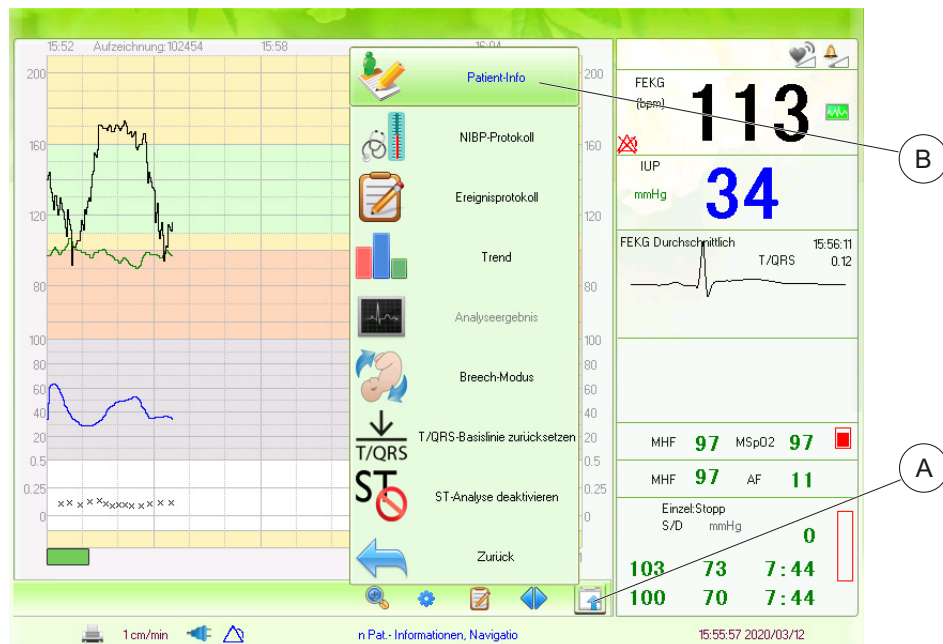 15:52 Aufzeichnung:102454 15:58 16:04
200 200
160 160
120 120
80 80
100 100
80 80
60 60
40 40
20 20
0.5 0.5
0.25 0.25
0 0
Patient-Info
NIBP-Protokoll
Ereignisprotokoll
Trend
Analyseergebnis
Breech-Modus
T/QRS
T/QRS-Basislinie zurücksetzen
ST
ST-Analyse deaktivieren
Zurück
FEKG
(bpm)
113
IUP
mmHg
34
FEKG Durchschnittlich 15:56:11
T/QRS 0.12
MHF 97 MSpO2 97
MHF 97 AF 11
Einzel:Stopp
S/D mmHg
0
103 73 7:44
100 70 7:44
B
A
1 cm/min
n Pat.- Informationen, Navigatio
15:55:57 2020/03/12